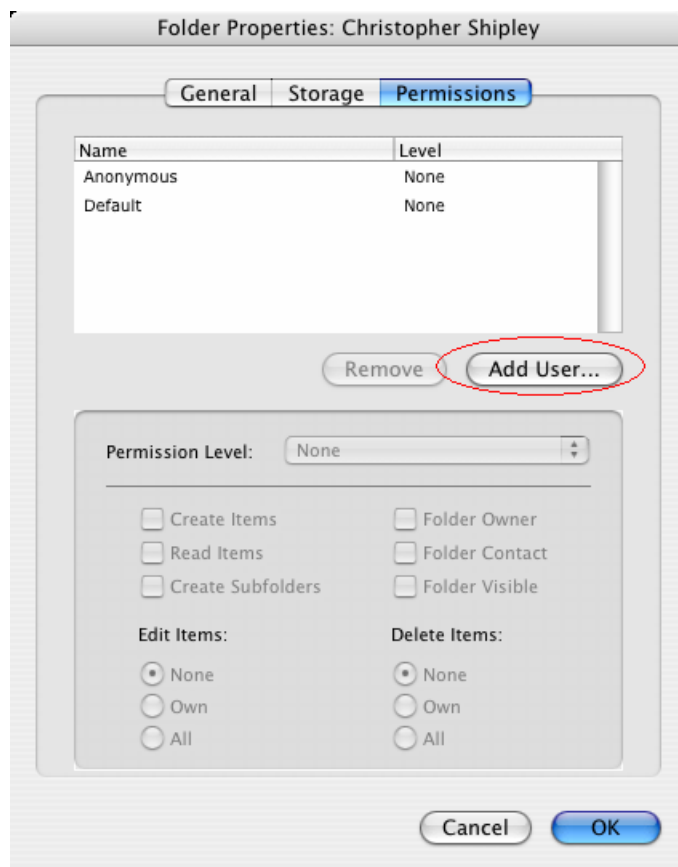 Folder Properties: Christopher Shipley
General Storage Permissions
Name Level
Anonymous None
Default None
Remove Add User...
Permission Level: None
Create Items Folder Owner
Read Items Folder Contact
Create Subfolders Folder Visible
Edit Items: Delete Items:
None None
Own Own
All All
Cancel OK